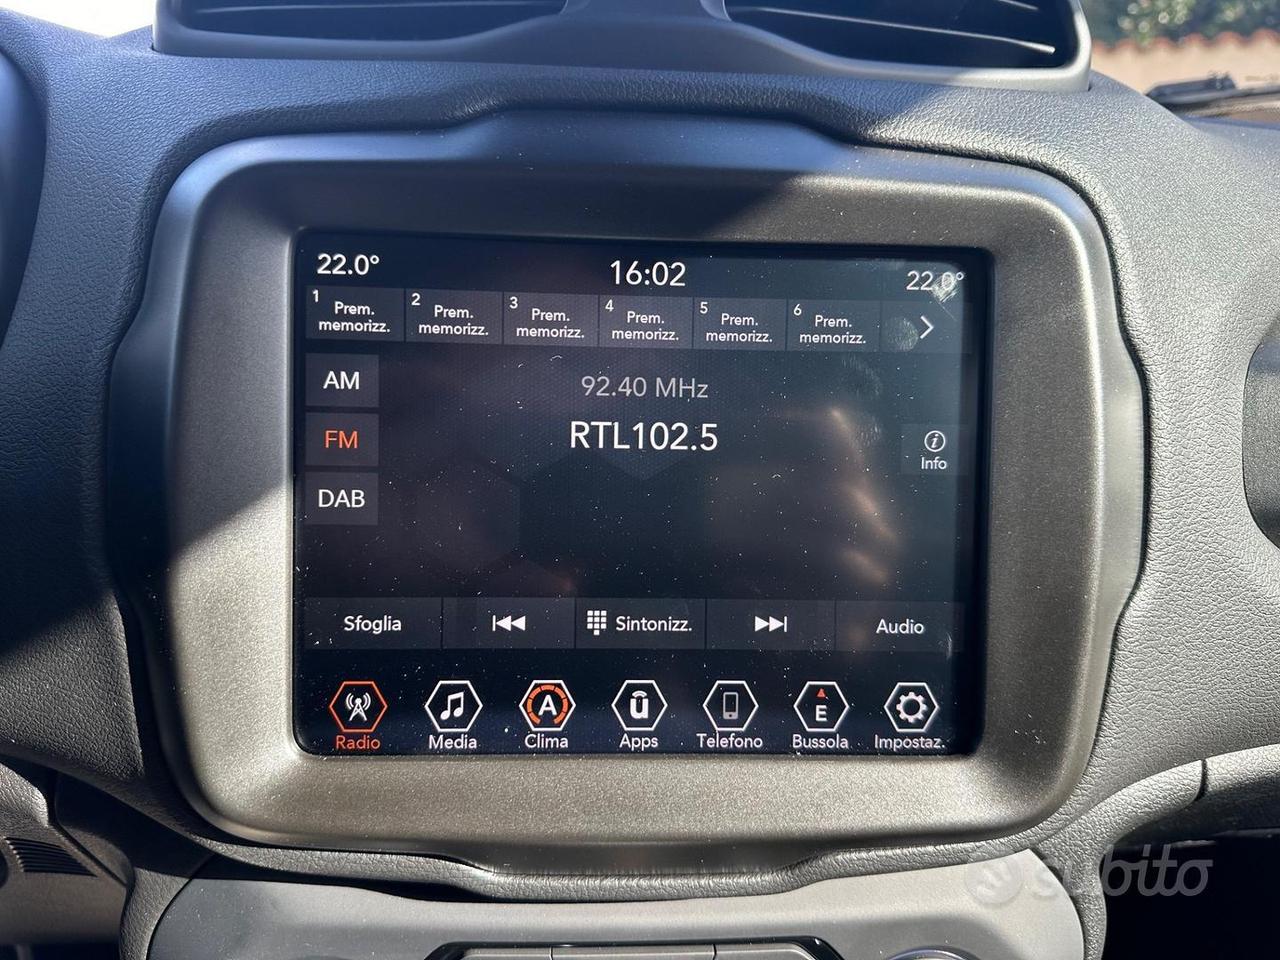 22.0°
16:02
22.0°
1 Prem. memorizz.
2 Prem. memorizz.
3 Prem. memorizz.
4 Prem. memorizz.
5 Prem. memorizz.
6 Prem. memorizz.
AM
92.40 MHz
FM
RTL102.5
i
Info
DAB
Sfoglia
Sintonizz.
Audio
A
ū
E
Radio
Media
Clima
Apps
Telefono
Bussola
Impostaz.
subito